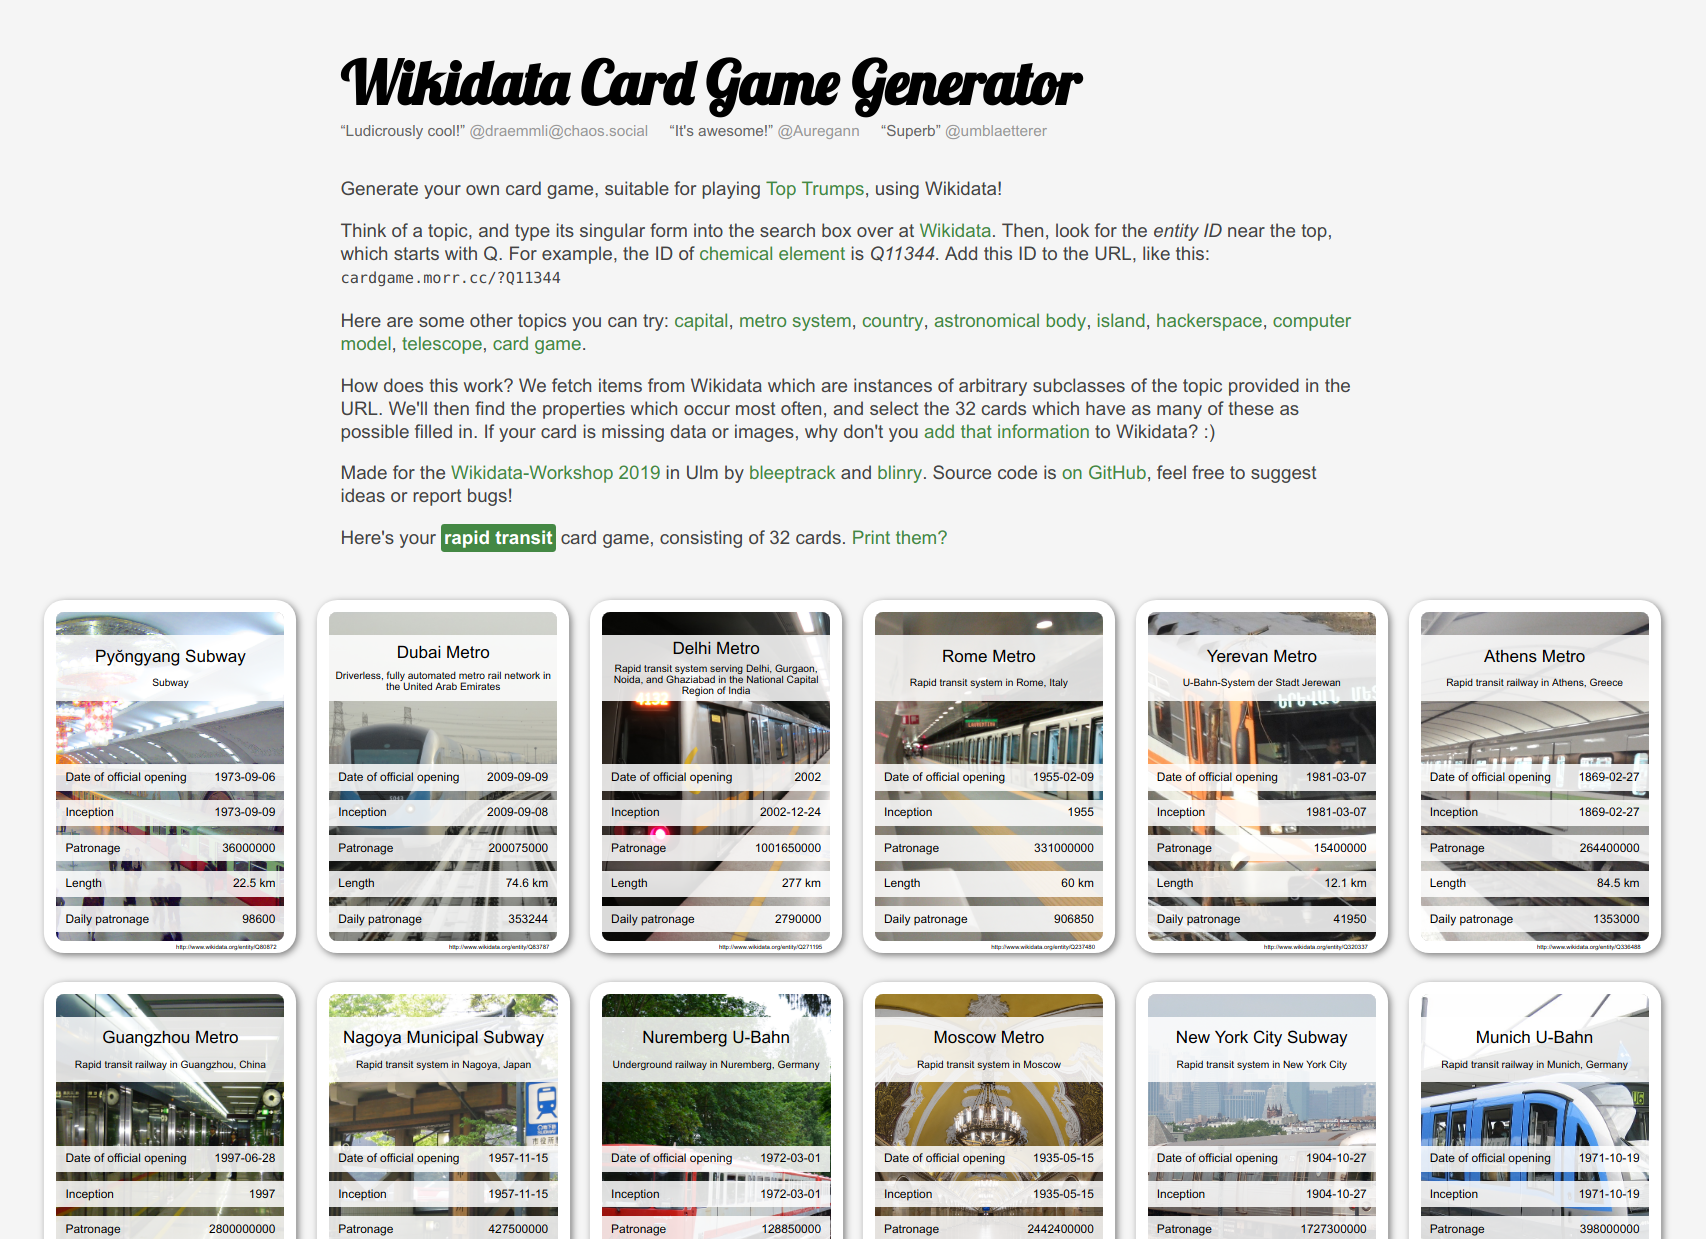 Wikidata Card Game Generator
“Ludicrously cool!” @draemmli@chaos.social “It's awesome!” @Auregann “Superb” @umblaetterer
Generate your own card game, suitable for playing Top Trumps, using Wikidata!
Think of a topic, and type its singular form into the search box over at Wikidata. Then, look for the entity ID near the top,
which starts with Q. For example, the ID of chemical element is Q11344. Add this ID to the URL, like this:
cardgame.morr.cc/?Q11344
Here are some other topics you can try: capital, metro system, country, astronomical body, island, hackerspace, computer
model, telescope, card game.
How does this work? We fetch items from Wikidata which are instances of arbitrary subclasses of the topic provided in the
URL. We'll then find the properties which occur most often, and select the 32 cards which have as many of these as
possible filled in. If your card is missing data or images, why don't you add that information to Wikidata? :)
Made for the Wikidata-Workshop 2019 in Ulm by bleeptrack and blinry. Source code is on GitHub, feel free to suggest
ideas or report bugs!
Here's your rapid transit card game, consisting of 32 cards. Print them?
Pyŏngyang Subway
Subway
Date of official opening 1973-09-06
Inception 1973-09-09
Patronage 36000000
Length 22.5 km
Daily patronage 98600
http://www.wikidata.org/entity/Q80872
Dubai Metro
Driverless, fully automated metro rail network in
the United Arab Emirates
Date of official opening 2009-09-09
Inception 2009-09-08
Patronage 200075000
Length 74.6 km
Daily patronage 353244
http://www.wikidata.org/entity/Q83787
Delhi Metro
Rapid transit system serving Delhi, Gurgaon,
Noida, and Ghaziabad in the National Capital
Region of India
4132
Date of official opening 2002
Inception 2002-12-24
Patronage 1001650000
Length 277 km
Daily patronage 2790000
http://www.wikidata.org/entity/Q271195
Rome Metro
Rapid transit system in Rome, Italy
Date of official opening 1955-02-09
Inception 1955
Patronage 331000000
Length 60 km
Daily patronage 906850
http://www.wikidata.org/entity/Q237480
Yerevan Metro
U-Bahn-System der Stadt Jerewan
Date of official opening 1981-03-07
Inception 1981-03-07
Patronage 15400000
Length 12.1 km
Daily patronage 41950
http://www.wikidata.org/entity/Q320337
Athens Metro
Rapid transit railway in Athens, Greece
Date of official opening 1869-02-27
Inception 1869-02-27
Patronage 264400000
Length 84.5 km
Daily patronage 1353000
http://www.wikidata.org/entity/Q336488
Guangzhou Metro
Rapid transit railway in Guangzhou, China
Date of official opening 1997-06-28
Inception 1997
Patronage 2800000000
Nagoya Municipal Subway
Rapid transit system in Nagoya, Japan
Date of official opening 1957-11-15
Inception 1957-11-15
Patronage 427500000
Nuremberg U-Bahn
Underground railway in Nuremberg, Germany
Date of official opening 1972-03-01
Inception 1972-03-01
Patronage 128850000
Moscow Metro
Rapid transit system in Moscow
Date of official opening 1935-05-15
Inception 1935-05-15
Patronage 2442400000
New York City Subway
Rapid transit system in New York City
Date of official opening 1904-10-27
Inception 1904-10-27
Patronage 1727300000
Munich U-Bahn
Rapid transit railway in Munich, Germany
U6
Date of official opening 1971-10-19
Inception 1971-10-19
Patronage 398000000